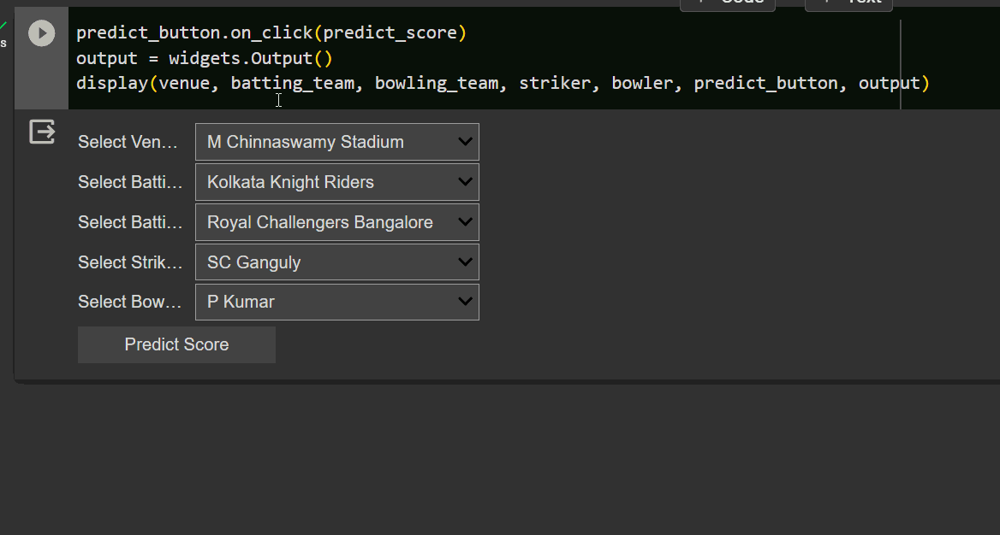 + Code + Text
s
predict_button.on_click(predict_score)
output = widgets.Output()
display(venue, batting_team, bowling_team, striker, bowler, predict_button, output)
Select Ven… M Chinnaswamy Stadium
Select Batti… Kolkata Knight Riders
Select Batti… Royal Challengers Bangalore
Select Strik… SC Ganguly
Select Bow… P Kumar
Predict Score